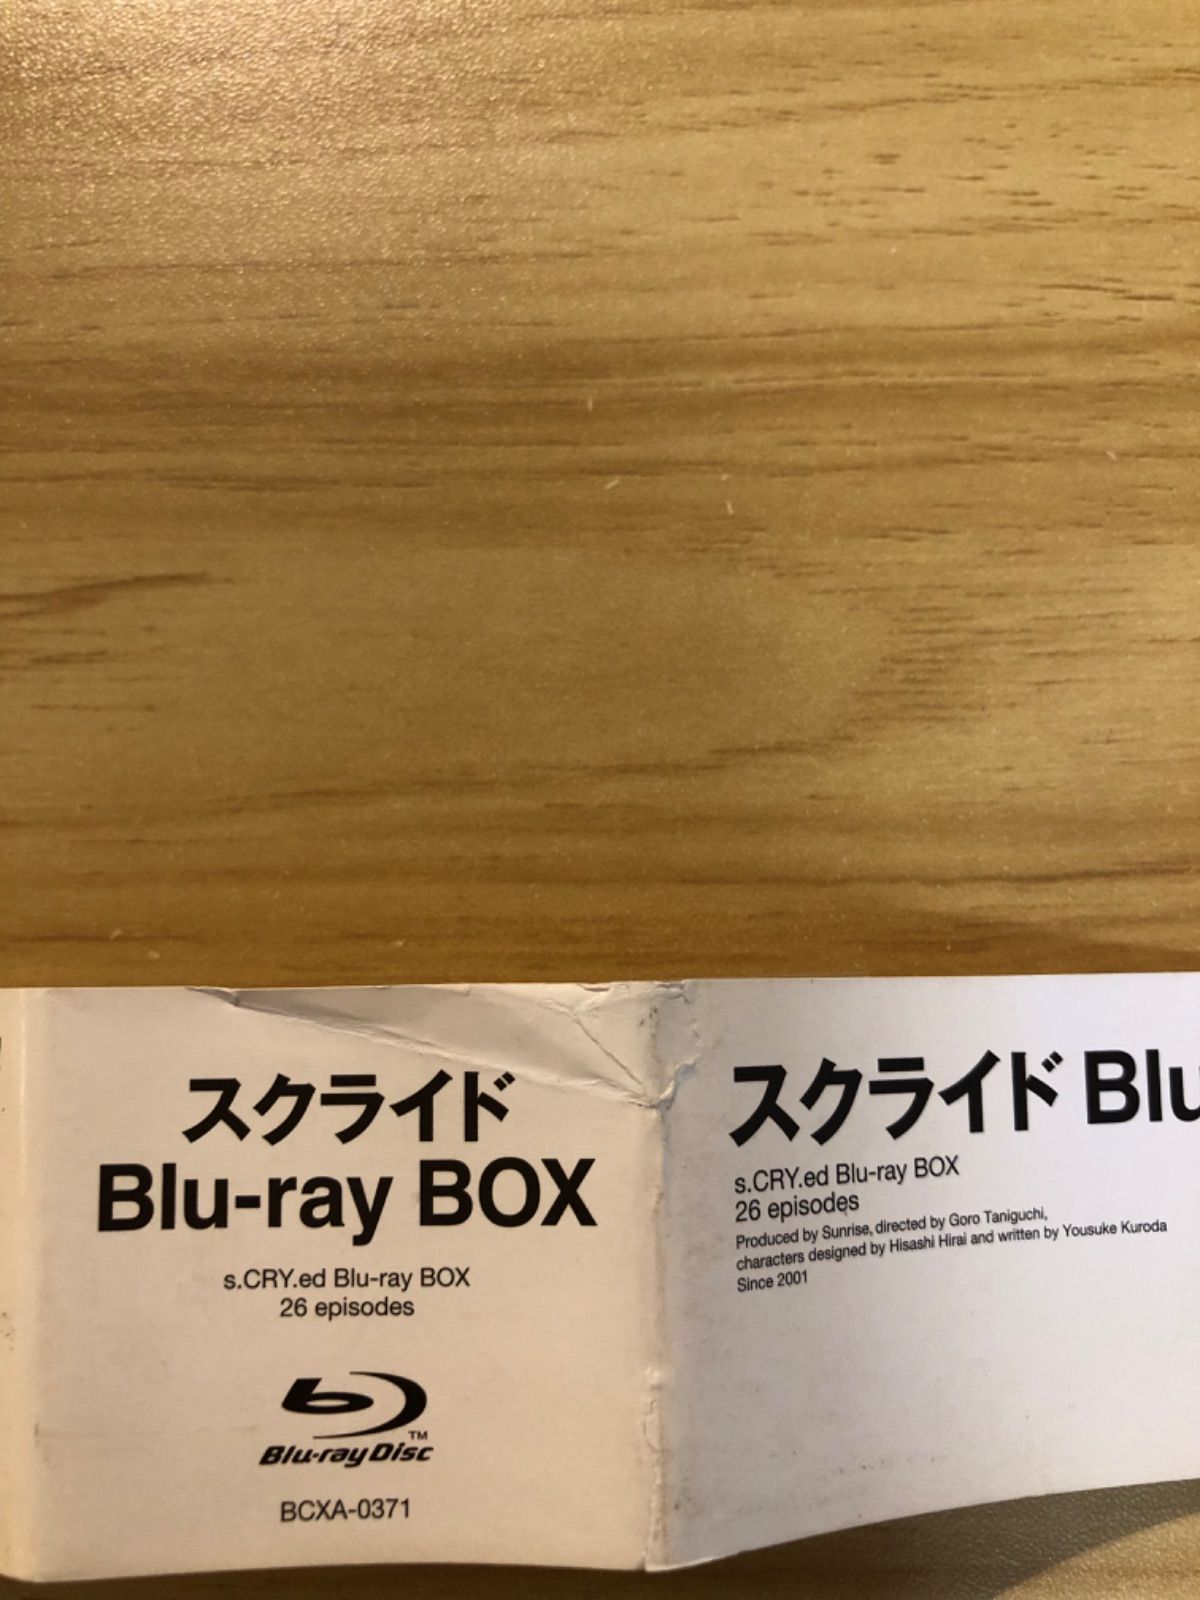 スクライド
Blu-ray BOX
s.CRY.ed Blu-ray BOX
26 episodes
Blu-ray Disc
TM
BCXA-0371
スクライド Blu
s.CRY.ed Blu-ray BOX
26 episodes
Produced by Sunrise, directed by Goro Taniguchi,
characters designed by Hisashi Hirai and written by Yousuke Kuroda
Since 2001